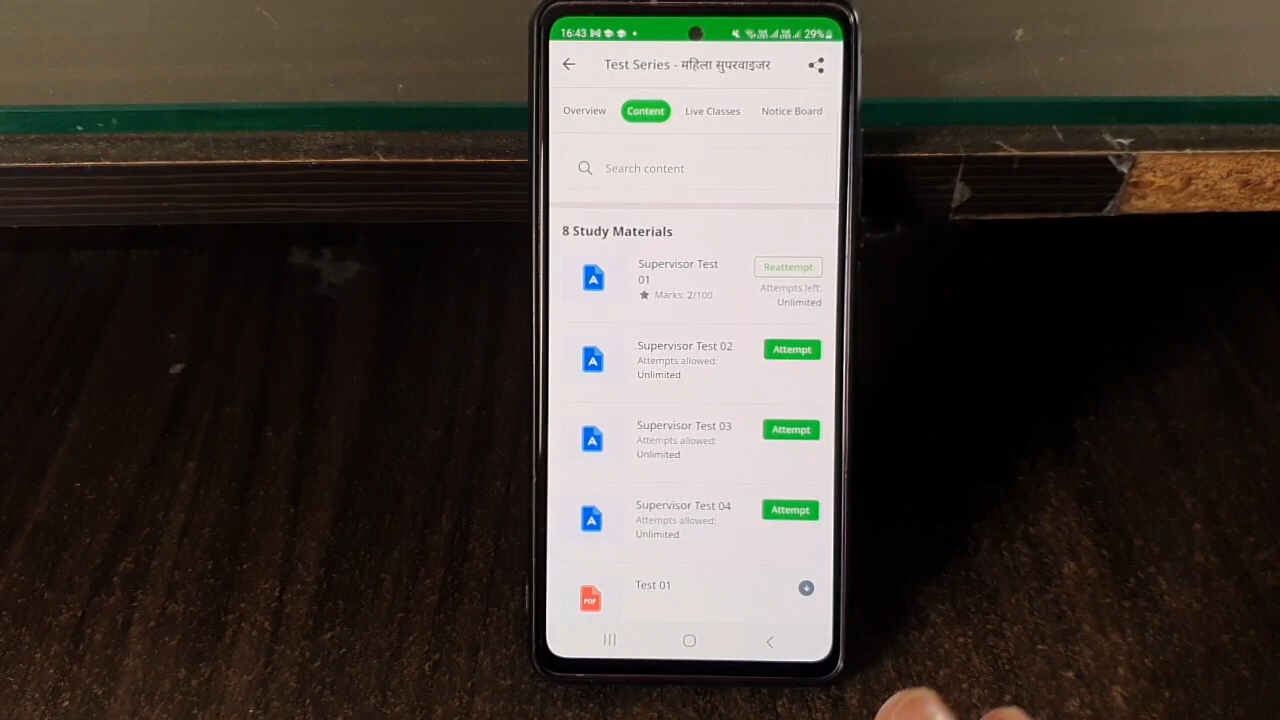 16:43 29%
Test Series - महिला सुपरवाइजर
Overview Content Live Classes Notice Board
Search content
8 Study Materials
Supervisor Test
01
Marks: 2/100
Reattempt
Attempts left:
Unlimited
Supervisor Test 02
Attempts allowed:
Unlimited
Attempt
Supervisor Test 03
Attempts allowed:
Unlimited
Attempt
Supervisor Test 04
Attempts allowed:
Unlimited
Attempt
PDF
Test 01